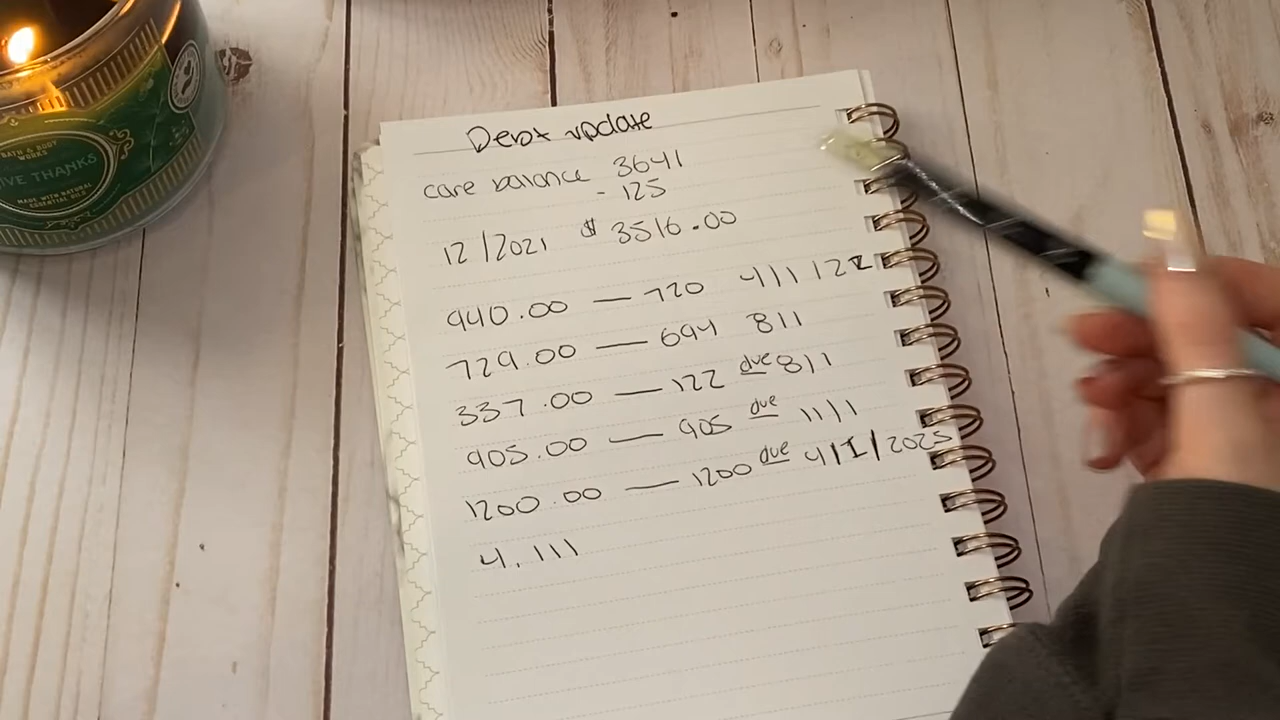 Debt update
care balance 3641
- 125
12/2021 $ 3516.00
940.00 — 720 4/1/22
729.00 — 694 8/1
337.00 — 122 due 8/1
905.00 — 905 due 11/1
1200.00 — 1200 due 4/1/2025
4,111
BATH & BODY
WORKS
IVE THANKS
MADE WITH NATURAL
ESSENTIAL OILS